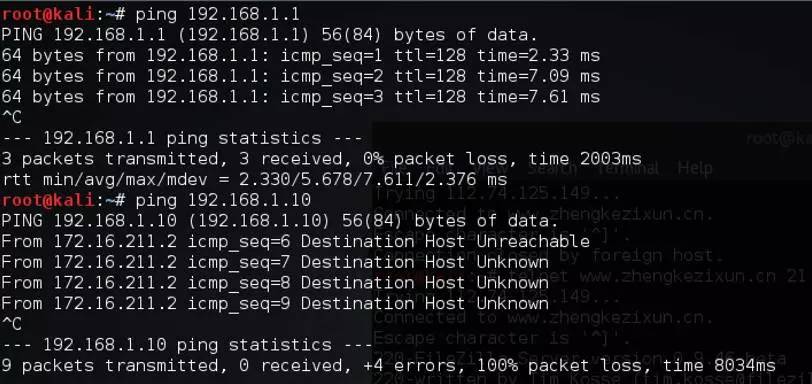 root@kali:~# ping 192.168.1.1
PING 192.168.1.1 (192.168.1.1) 56(84) bytes of data.
64 bytes from 192.168.1.1: icmp_seq=1 ttl=128 time=2.33 ms
64 bytes from 192.168.1.1: icmp_seq=2 ttl=128 time=7.09 ms
64 bytes from 192.168.1.1: icmp_seq=3 ttl=128 time=7.61 ms
^C
--- 192.168.1.1 ping statistics ---
3 packets transmitted, 3 received, 0% packet loss, time 2003ms
rtt min/avg/max/mdev = 2.330/5.678/7.611/2.376 ms
root@kali:~# ping 192.168.1.10
PING 192.168.1.10 (192.168.1.10) 56(84) bytes of data.
From 172.16.211.2 icmp_seq=6 Destination Host Unreachable
From 172.16.211.2 icmp_seq=7 Destination Host Unknown
From 172.16.211.2 icmp_seq=8 Destination Host Unknown
From 172.16.211.2 icmp_seq=9 Destination Host Unknown
^C
--- 192.168.1.10 ping statistics ---
9 packets transmitted, 0 received, +4 errors, 100% packet loss, time 8034ms
root@k
Terminal Help
Trying 112.74.125.149...
www.zhengkezixun.cn.
by foreign host.
telnet www.zhengkezixun.cn 21
Connected to www.zhengkezixun.cn.
Escape character is '^]'.